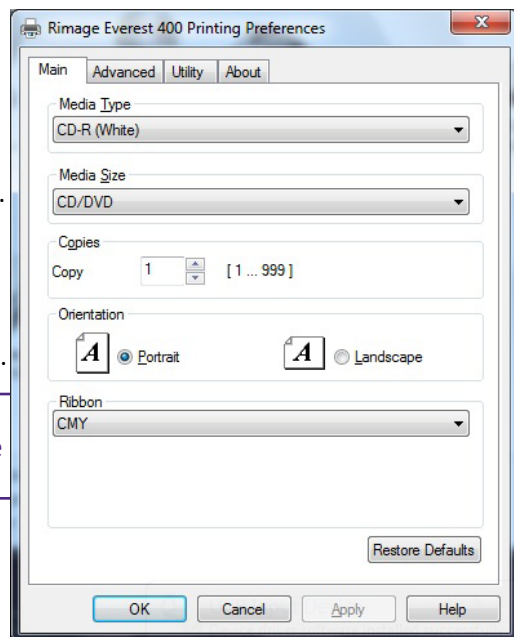 Rimage Everest 400 Printing Preferences
Main Advanced Utility About
Media Type
CD-R (White)
Media Size
CD/DVD
.
Copies
Copy 1 [ 1 ... 999 ]
Orientation
A Portrait A Landscape
.
Ribbon
CMY
e
Restore Defaults
OK Cancel Apply Help